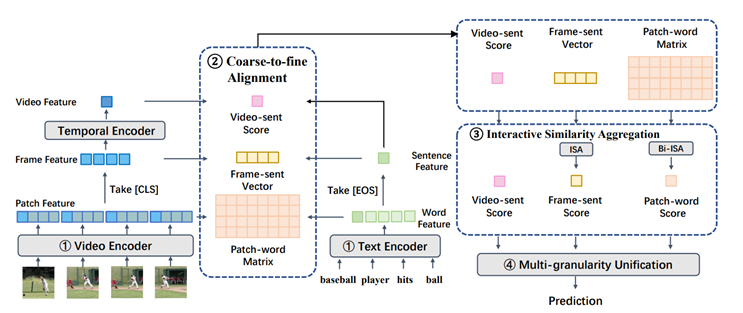 ② Coarse-to-fine
Alignment
Video-sent
Score
Frame-sent
Vector
Patch-word
Matrix
Video Feature
Temporal Encoder
Frame Feature
Take [CLS]
Patch Feature
① Video Encoder
Sentence
Feature
Take [EOS]
Word
Feature
① Text Encoder
baseball player hits ball
Video-sent
Score
Frame-sent
Vector
Patch-word
Matrix
③ Interactive Similarity Aggregation
ISA
Bi-ISA
Video-sent
Score
Frame-sent
Score
Patch-word
Score
④ Multi-granularity Unification
Prediction